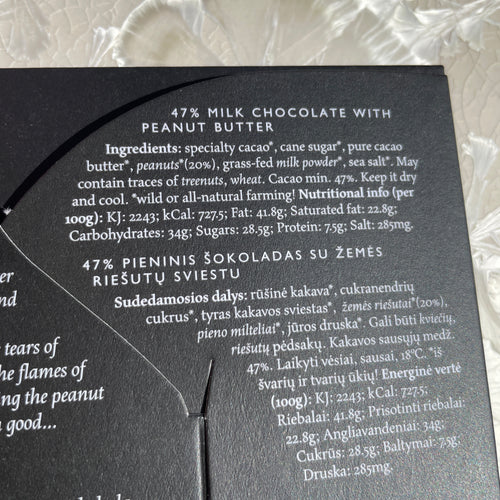 47% MILK CHOCOLATE WITH
PEANUT BUTTER
Ingredients: specialty cacao*, cane sugar*, pure cacao
butter*, peanuts*(20%), grass-fed milk powder*, sea salt*. May
contain traces of treenuts, wheat. Cacao min. 47%. Keep it dry
and cool. *wild or all-natural farming! Nutritional info (per
100g): KJ: 2243; kCal: 727.5; Fat: 41.8g; Saturated fat: 22.8g;
Carbohydrates: 34g; Sugars: 28.5g; Protein: 7.5g; Salt: 285mg.
47% PIENINIS ŠOKOLADAS SU ŽEMĖS
RIEŠUTŲ SVIESTU
Sudedamosios dalys: rūšinė kakava*, cukranendrių
cukrus*, tyras kakavos sviestas*, žemės riešutai*(20%),
pieno milteliai*, jūros druska*. Gali būti kviečių,
riešutų pėdsakų. Kakavos sausųjų medž.
47%. Laikyti vėsiai, sausai, 18°C. *iš
švarių ir tvarių ūkių! Energinė vertė
(100g): KJ: 2243; kCal: 727.5;
Riebalai: 41.8g; Prisotinti riebalai:
22.8g; Angliavandeniai: 34g;
Cukrūs: 28.5g; Baltymai: 7.5g;
Druska: 285mg.
er
nd
tears of
he flames of
ng the peanut
good...